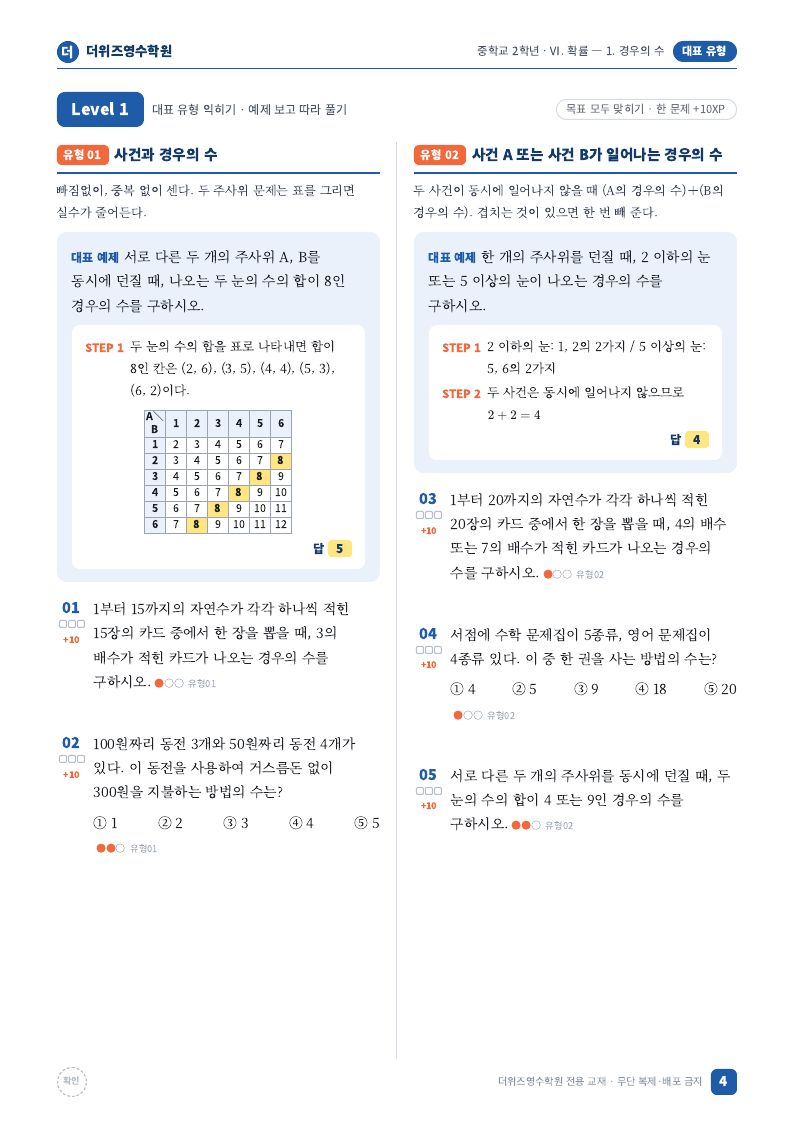 더 더위즈영수학원
중학교 2학년 · VI. 확률 — 1. 경우의 수 대표 유형
Level 1 대표 유형 익히기 · 예제 보고 따라 풀기
목표 모두 맞히기 · 한 문제 +10XP
유형 01 사건과 경우의 수
빠짐없이, 중복 없이 센다. 두 주사위 문제는 표를 그리면
실수가 줄어든다.
대표 예제 서로 다른 두 개의 주사위 A, B를
동시에 던질 때, 나오는 두 눈의 수의 합이 8인
경우의 수를 구하시오.
STEP 1 두 눈의 수의 합을 표로 나타내면 합이
8인 칸은 (2, 6), (3, 5), (4, 4), (5, 3),
(6, 2)이다.
A\B 1 2 3 4 5 6
1 2 3 4 5 6 7
2 3 4 5 6 7 8
3 4 5 6 7 8 9
4 5 6 7 8 9 10
5 6 7 8 9 10 11
6 7 8 9 10 11 12
답 5
01 1부터 15까지의 자연수가 각각 하나씩 적힌
15장의 카드 중에서 한 장을 뽑을 때, 3의
+10 배수가 적힌 카드가 나오는 경우의 수를
구하시오. 유형01
02 100원짜리 동전 3개와 50원짜리 동전 4개가
있다. 이 동전을 사용하여 거스름돈 없이
+10 300원을 지불하는 방법의 수는?
① 1 ② 2 ③ 3 ④ 4 ⑤ 5
유형01
유형 02 사건 A 또는 사건 B가 일어나는 경우의 수
두 사건이 동시에 일어나지 않을 때 (A의 경우의 수)+(B의
경우의 수). 겹치는 것이 있으면 한 번 빼 준다.
대표 예제 한 개의 주사위를 던질 때, 2 이하의 눈
또는 5 이상의 눈이 나오는 경우의 수를
구하시오.
STEP 1 2 이하의 눈: 1, 2의 2가지 / 5 이상의 눈:
5, 6의 2가지
STEP 2 두 사건은 동시에 일어나지 않으므로
2 + 2 = 4
답 4
03 1부터 20까지의 자연수가 각각 하나씩 적힌
20장의 카드 중에서 한 장을 뽑을 때, 4의 배수
+10 또는 7의 배수가 적힌 카드가 나오는 경우의
수를 구하시오. 유형02
04 서점에 수학 문제집이 5종류, 영어 문제집이
+10 4종류 있다. 이 중 한 권을 사는 방법의 수는?
① 4 ② 5 ③ 9 ④ 18 ⑤ 20
유형02
05 서로 다른 두 개의 주사위를 동시에 던질 때, 두
+10 눈의 수의 합이 4 또는 9인 경우의 수를
구하시오. 유형02
확인
더위즈영수학원 전용 교재 · 무단 복제·배포 금지 4